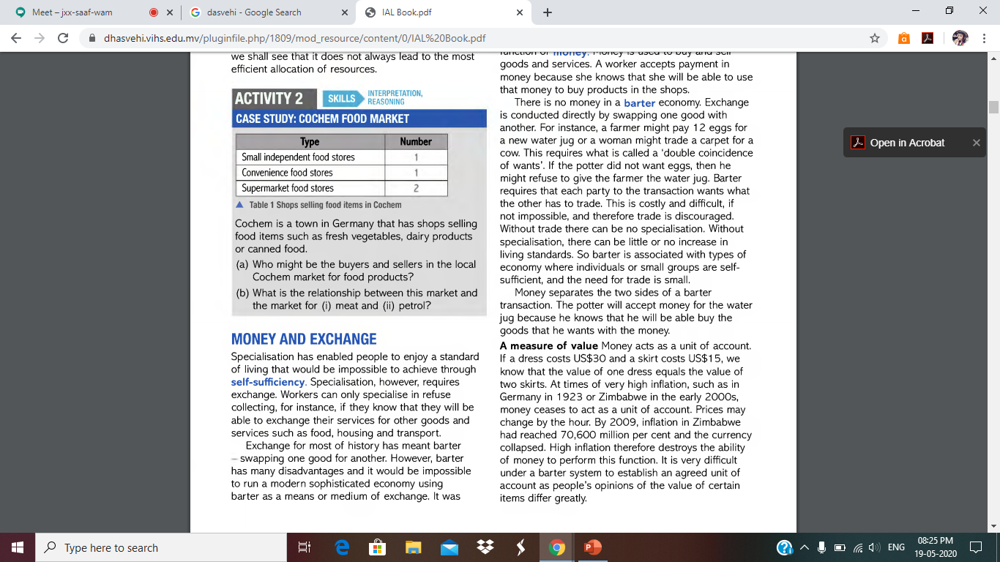 Meet – jxx-saaf-wam
dasvehi - Google Search
IAL Book.pdf
dhasvehi.vihs.edu.mv/pluginfile.php/1809/mod_resource/content/0/IAL%20Book.pdf
Open in Acrobat
we shall see that it does not always lead to the most
efficient allocation of resources.
ACTIVITY 2
SKILLS
INTERPRETATION,
REASONING
CASE STUDY: COCHEM FOOD MARKET
Type Number
Small independent food stores 1
Convenience food stores 1
Supermarket food stores 2
▲ Table 1 Shops selling food items in Cochem
Cochem is a town in Germany that has shops selling
food items such as fresh vegetables, dairy products
or canned food.
(a) Who might be the buyers and sellers in the local
Cochem market for food products?
(b) What is the relationship between this market and
the market for (i) meat and (ii) petrol?
MONEY AND EXCHANGE
Specialisation has enabled people to enjoy a standard
of living that would be impossible to achieve through
self-sufficiency. Specialisation, however, requires
exchange. Workers can only specialise in refuse
collecting, for instance, if they know that they will be
able to exchange their services for other goods and
services such as food, housing and transport.
Exchange for most of history has meant barter
– swapping one good for another. However, barter
has many disadvantages and it would be impossible
to run a modern sophisticated economy using
barter as a means or medium of exchange. It was
function of money. Money is used to buy and sell
goods and services. A worker accepts payment in
money because she knows that she will be able to use
that money to buy products in the shops.
There is no money in a barter economy. Exchange
is conducted directly by swapping one good with
another. For instance, a farmer might pay 12 eggs for
a new water jug or a woman might trade a carpet for a
cow. This requires what is called a ‘double coincidence
of wants’. If the potter did not want eggs, then he
might refuse to give the farmer the water jug. Barter
requires that each party to the transaction wants what
the other has to trade. This is costly and difficult, if
not impossible, and therefore trade is discouraged.
Without trade there can be no specialisation. Without
specialisation, there can be little or no increase in
living standards. So barter is associated with types of
economy where individuals or small groups are self-
sufficient, and the need for trade is small.
Money separates the two sides of a barter
transaction. The potter will accept money for the water
jug because he knows that he will be able buy the
goods that he wants with the money.
A measure of value Money acts as a unit of account.
If a dress costs US$30 and a skirt costs US$15, we
know that the value of one dress equals the value of
two skirts. At times of very high inflation, such as in
Germany in 1923 or Zimbabwe in the early 2000s,
money ceases to act as a unit of account. Prices may
change by the hour. By 2009, inflation in Zimbabwe
had reached 70,600 million per cent and the currency
collapsed. High inflation therefore destroys the ability
of money to perform this function. It is very difficult
under a barter system to establish an agreed unit of
account as people’s opinions of the value of certain
items differ greatly.
Type here to search
ENG
08:25 PM
19-05-2020